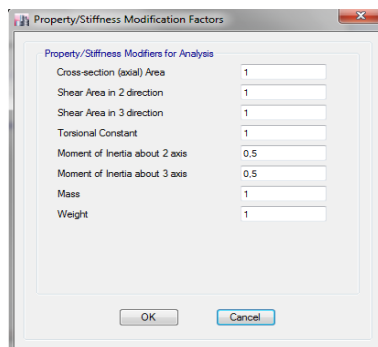 Property/Stiffness Modification Factors
Property/Stiffness Modifiers for Analysis
Cross-section (axial) Area 1
Shear Area in 2 direction 1
Shear Area in 3 direction 1
Torsional Constant 1
Moment of Inertia about 2 axis 0,5
Moment of Inertia about 3 axis 0,5
Mass 1
Weight 1
OK Cancel